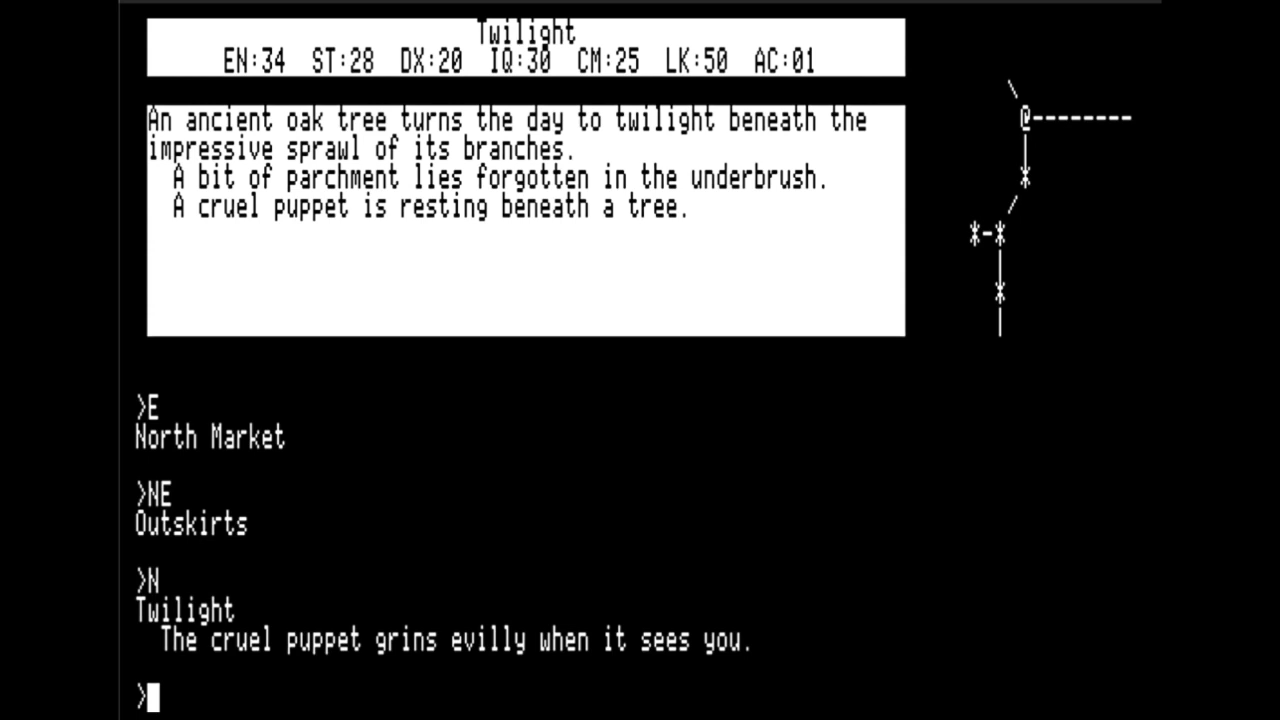 Twilight
EN:34 ST:28 DX:20 IQ:30 CM:25 LK:50 AC:01
An ancient oak tree turns the day to twilight beneath the
impressive sprawl of its branches.
A bit of parchment lies forgotten in the underbrush.
A cruel puppet is resting beneath a tree.
\
@--------
|
*
/
*-*
|
*
|
>E
North Market
>NE
Outskirts
>N
Twilight
The cruel puppet grins evilly when it sees you.
>